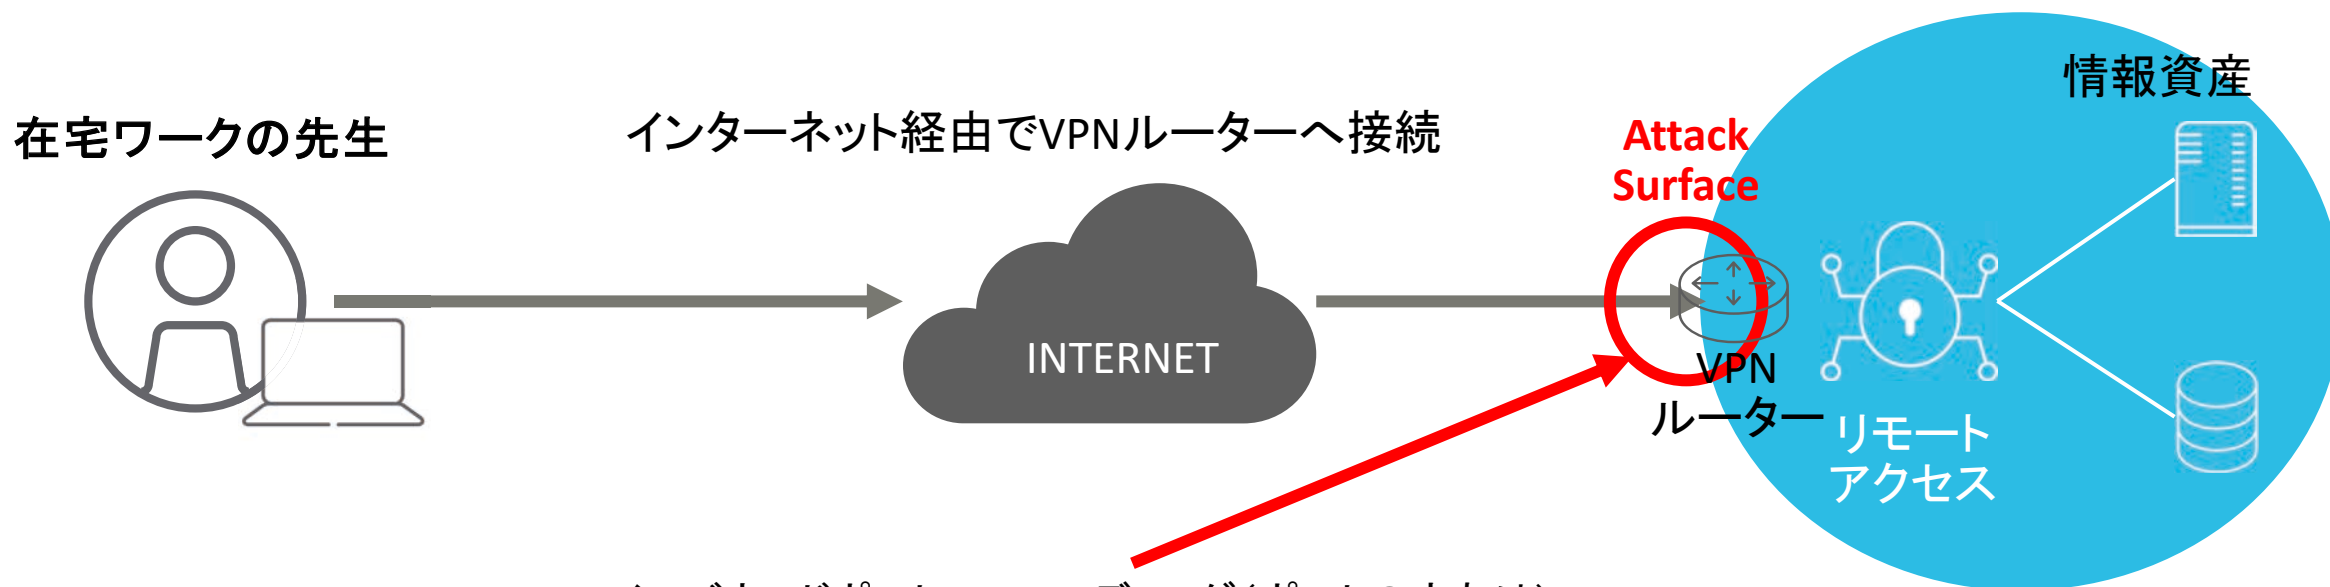 在宅ワークの先生
インターネット経由でVPNルーターへ接続
Attack
Surface
情報資産
INTERNET
VPN
ルーター
リモート
アクセス